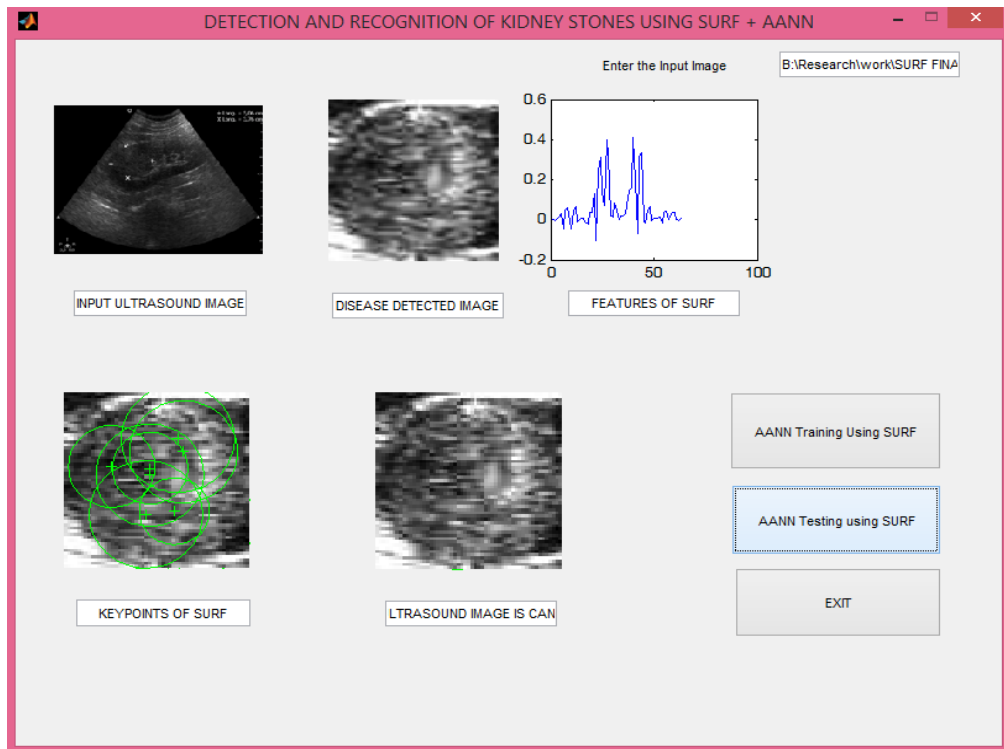 DETECTION AND RECOGNITION OF KIDNEY STONES USING SURF + AANN
Enter the Input Image
B:\Research\work\SURF FINA
0.6
0.4
0.2
0
-0.2
0 50 100
INPUT ULTRASOUND IMAGE
DISEASE DETECTED IMAGE
FEATURES OF SURF
AANN Training Using SURF
AANN Testing using SURF
KEYPOINTS OF SURF
LTRASOUND IMAGE IS CAN
EXIT